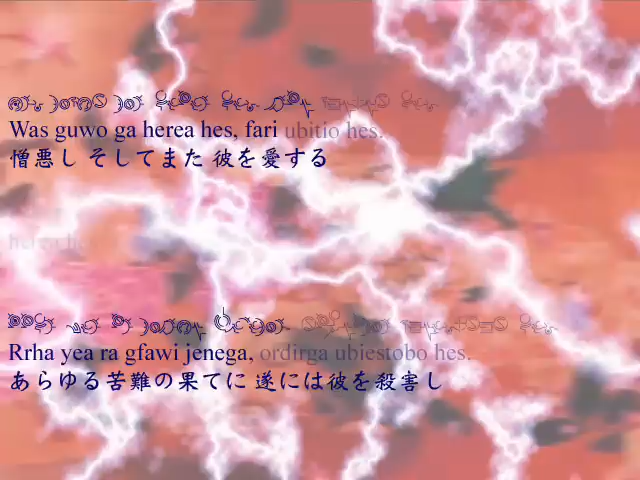 Was guwo ga herea hes, fari ubitio hes.
憎悪し そしてまた 彼を愛する
Rrha yea ra gfawi jenega, ordirga ubiestobo hes.
あらゆる苦難の果てに 遂には彼を殺害し